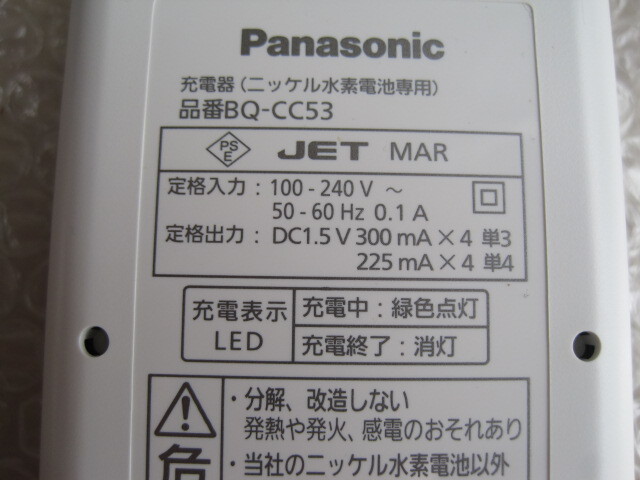 Panasonic
充電器（ニッケル水素電池専用）
品番BQ-CC53
PS
E
JET MAR
定格入力：100-240 V ～
50-60 Hz 0.1 A
定格出力：DC1.5 V 300 mA×4 単3
225 mA×4 単4
充電表示
LED
充電中：緑色点灯
充電終了：消灯
危
・分解、改造しない
発熱や発火、感電のおそれあり
・当社のニッケル水素電池以外